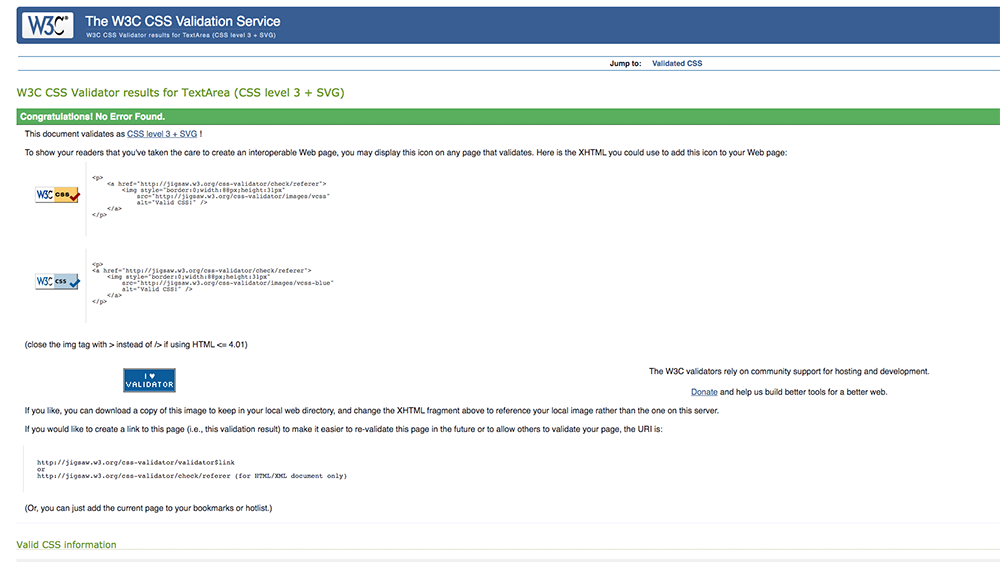 W3C® The W3C CSS Validation Service
W3C CSS Validator results for TextArea (CSS level 3 + SVG)
Jump to: Validated CSS
W3C CSS Validator results for TextArea (CSS level 3 + SVG)
Congratulations! No Error Found.
This document validates as CSS level 3 + SVG !
To show your readers that you've taken the care to create an interoperable Web page, you may display this icon on any page that validates. Here is the XHTML you could use to add this icon to your Web page:
W3C css
<p>
<a href="http://jigsaw.w3.org/css-validator/check/referer">
<img style="border:0;width:88px;height:31px"
src="http://jigsaw.w3.org/css-validator/images/vcss"
alt="Valid CSS!" />
</a>
</p>
W3C css
<p>
<a href="http://jigsaw.w3.org/css-validator/check/referer">
<img style="border:0;width:88px;height:31px"
src="http://jigsaw.w3.org/css-validator/images/vcss-blue"
alt="Valid CSS!" />
</a>
</p>
(close the img tag with > instead of /> if using HTML <= 4.01)
I ♥
VALIDATOR
The W3C validators rely on community support for hosting and development.
Donate and help us build better tools for a better web.
If you like, you can download a copy of this image to keep in your local web directory, and change the XHTML fragment above to reference your local image rather than the one on this server.
If you would like to create a link to this page (i.e., this validation result) to make it easier to re-validate this page in the future or to allow others to validate your page, the URI is:
http://jigsaw.w3.org/css-validator/validator$link
or
http://jigsaw.w3.org/css-validator/check/referer (for HTML/XML document only)
(Or, you can just add the current page to your bookmarks or hotlist.)
Valid CSS information